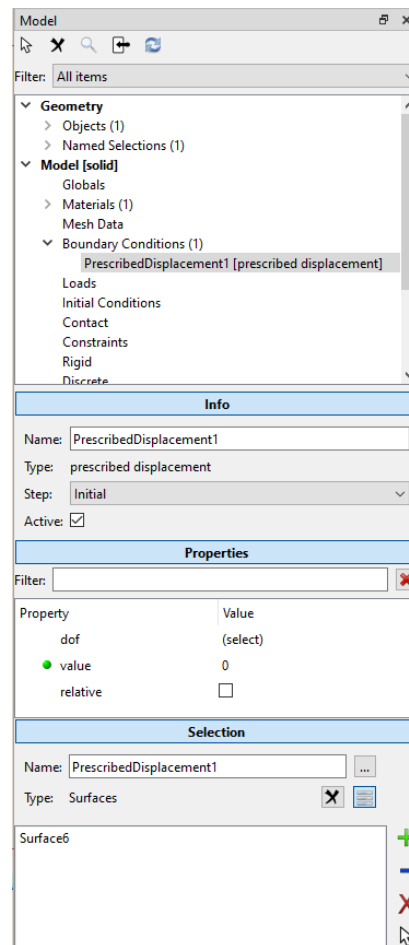 Model
Filter: All items
Geometry
Objects (1)
Named Selections (1)
Model [solid]
Globals
Materials (1)
Mesh Data
Boundary Conditions (1)
PrescribedDisplacement1 [prescribed displacement]
Loads
Initial Conditions
Contact
Constraints
Rigid
Discrete
Info
Name: PrescribedDisplacement1
Type: prescribed displacement
Step: Initial
Active:
Properties
Filter:
Property Value
dof (select)
value 0
relative
Selection
Name: PrescribedDisplacement1 ...
Type: Surfaces
Surface6